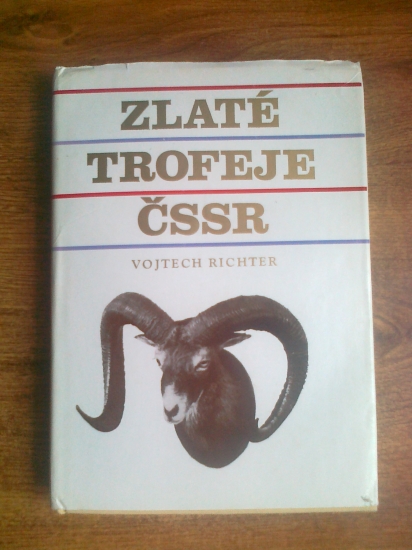 ZLATÉ
TROFEJE
ČSSR
VOJTECH RICHTER